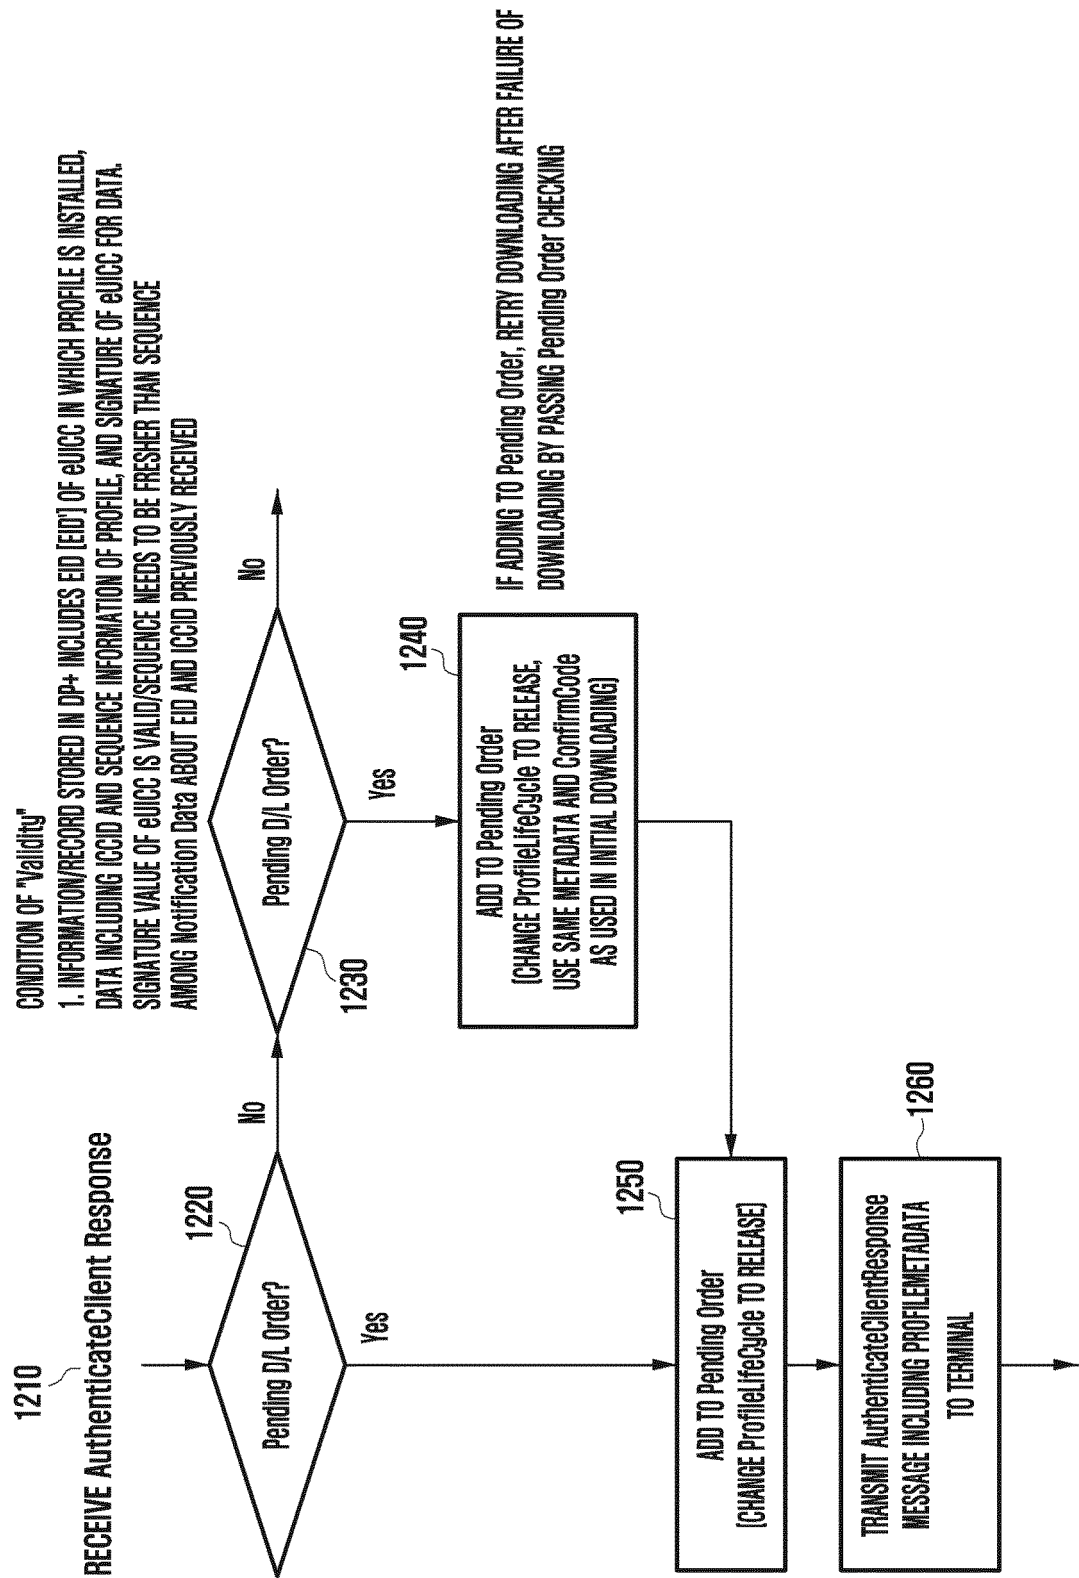 1210
RECEIVE AuthenticateClient Response
CONDITION OF "Validity"
1. INFORMATION/RECORD STORED IN DP+ INCLUDES EID [EID'] OF eUICC IN WHICH PROFILE IS INSTALLED,
DATA INCLUDING ICCID AND SEQUENCE INFORMATION OF PROFILE, AND SIGNATURE OF eUICC FOR DATA.
SIGNATURE VALUE OF eUICC IS VALID/SEQUENCE NEEDS TO BE FRESHER THAN SEQUENCE
AMONG Notification Data ABOUT EID AND ICCID PREVIOUSLY RECEIVED
1220
Pending D/L Order?
No
Yes
Pending D/L Order?
1230
No
Yes
1240
ADD TO Pending Order
(CHANGE ProfileLifeCycle TO RELEASE,
USE SAME METADATA AND ConfirmCode
AS USED IN INITIAL DOWNLOADING)
IF ADDING TO Pending Order, RETRY DOWNLOADING AFTER FAILURE OF
DOWNLOADING BY PASSING Pending Order CHECKING
1250
ADD TO Pending Order
(CHANGE ProfileLifeCycle TO RELEASE)
1260
TRANSMIT AuthenticateClientResponse
MESSAGE INCLUDING PROFILEMETADATA
TO TERMINAL